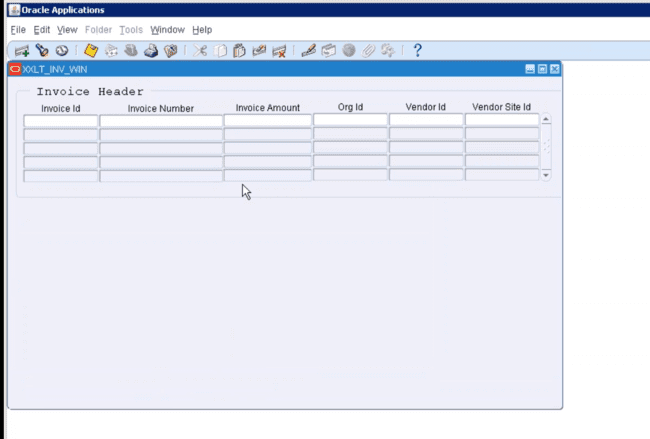 Oracle Applications
File Edit View Folder Tools Window Help
XXLT_INV_WIN
Invoice Header
Invoice Id Invoice Number Invoice Amount Org Id Vendor Id Vendor Site Id